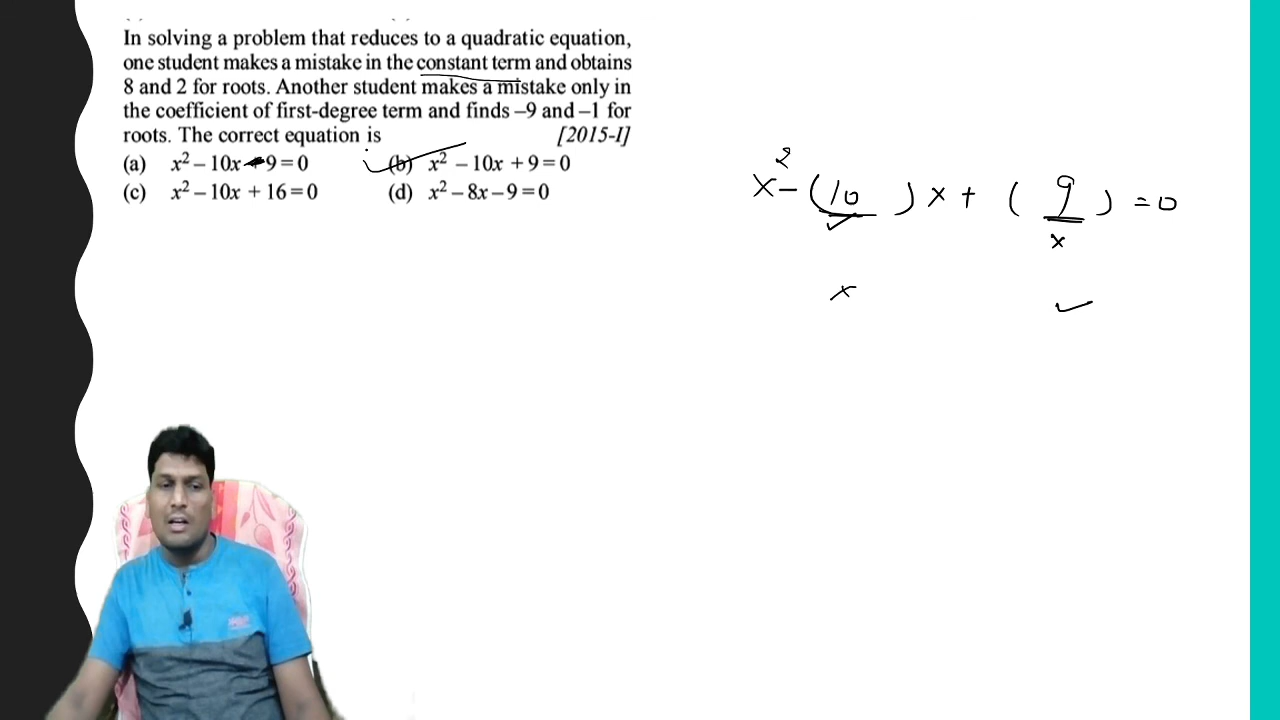 In solving a problem that reduces to a quadratic equation,
one student makes a mistake in the constant term and obtains
8 and 2 for roots. Another student makes a mistake only in
the coefficient of first-degree term and finds –9 and –1 for
roots. The correct equation is [2015-I]
(a) x² – 10x – 9 = 0 (b) x² – 10x + 9 = 0
(c) x² – 10x + 16 = 0 (d) x² – 8x – 9 = 0
x² - (10) x + (9) = 0